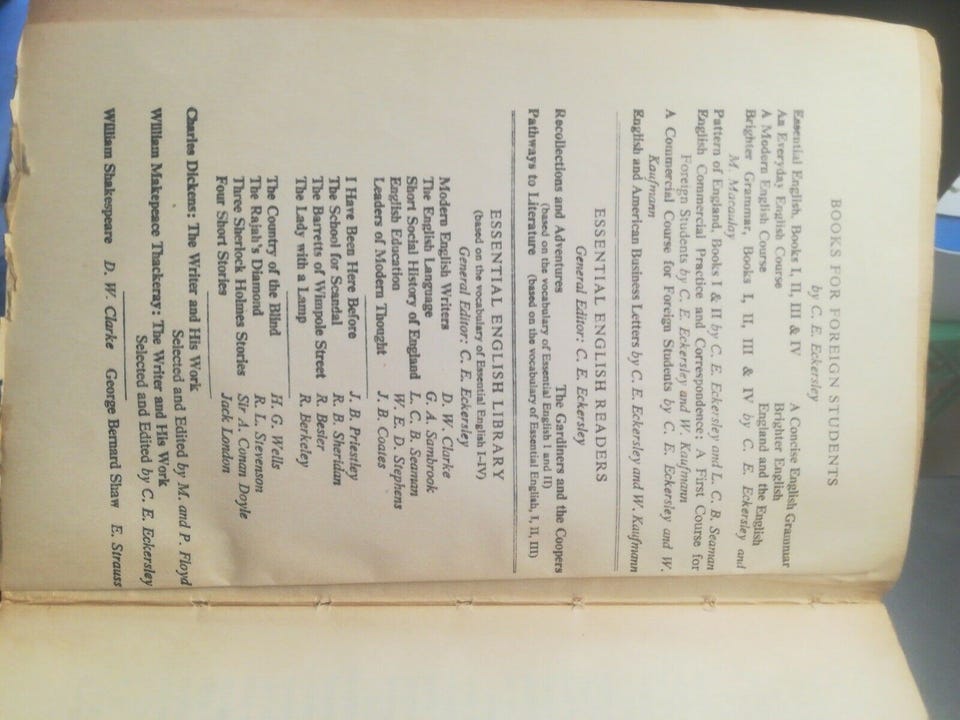 BOOKS FOR FOREIGN STUDENTS
by C. E. Eckersley
Essential English, Books I, II, III & IV A Concise English Grammar
An Everyday English Course Brighter English
A Modern English Course England and the English
Brighter Grammar, Books I, II, III & IV by C. E. Eckersley and
M. Macaulay
Pattern of England, Books I & II by C. E. Eckersley and L. C. B. Seaman
English Commercial Practice and Correspondence: A First Course for
Foreign Students by C. E. Eckersley and W. Kaufmann
A Commercial Course for Foreign Students by C. E. Eckersley and W.
Kaufmann
English and American Business Letters by C. E. Eckersley and W. Kaufmann
ESSENTIAL ENGLISH READERS
General Editor: C. E. Eckersley
Recollections and Adventures The Gardiners and the Coopers
(based on the vocabulary of Essential English I and II)
Pathways to Literature (based on the vocabulary of Essential English, I, II, III)
ESSENTIAL ENGLISH LIBRARY
(based on the vocabulary of Essential English I–IV)
General Editor: C. E. Eckersley
Modern English Writers D. W. Clarke
The English Language G. A. Sambrook
Short Social History of England L. C. B. Seaman
English Education W. E. D. Stephens
Leaders of Modern Thought J. B. Coates
I Have Been Here Before J. B. Priestley
The School for Scandal R. B. Sheridan
The Barretts of Wimpole Street R. Besier
The Lady with a Lamp R. Berkeley
The Country of the Blind H. G. Wells
The Rajah's Diamond R. L. Stevenson
Three Sherlock Holmes Stories Sir A. Conan Doyle
Four Short Stories Jack London
Charles Dickens: The Writer and His Work
Selected and Edited by M. and P. Floyd
William Makepeace Thackeray: The Writer and His Work
Selected and Edited by C. E. Eckersley
William Shakespeare D. W. Clarke George Bernard Shaw E. Strauss